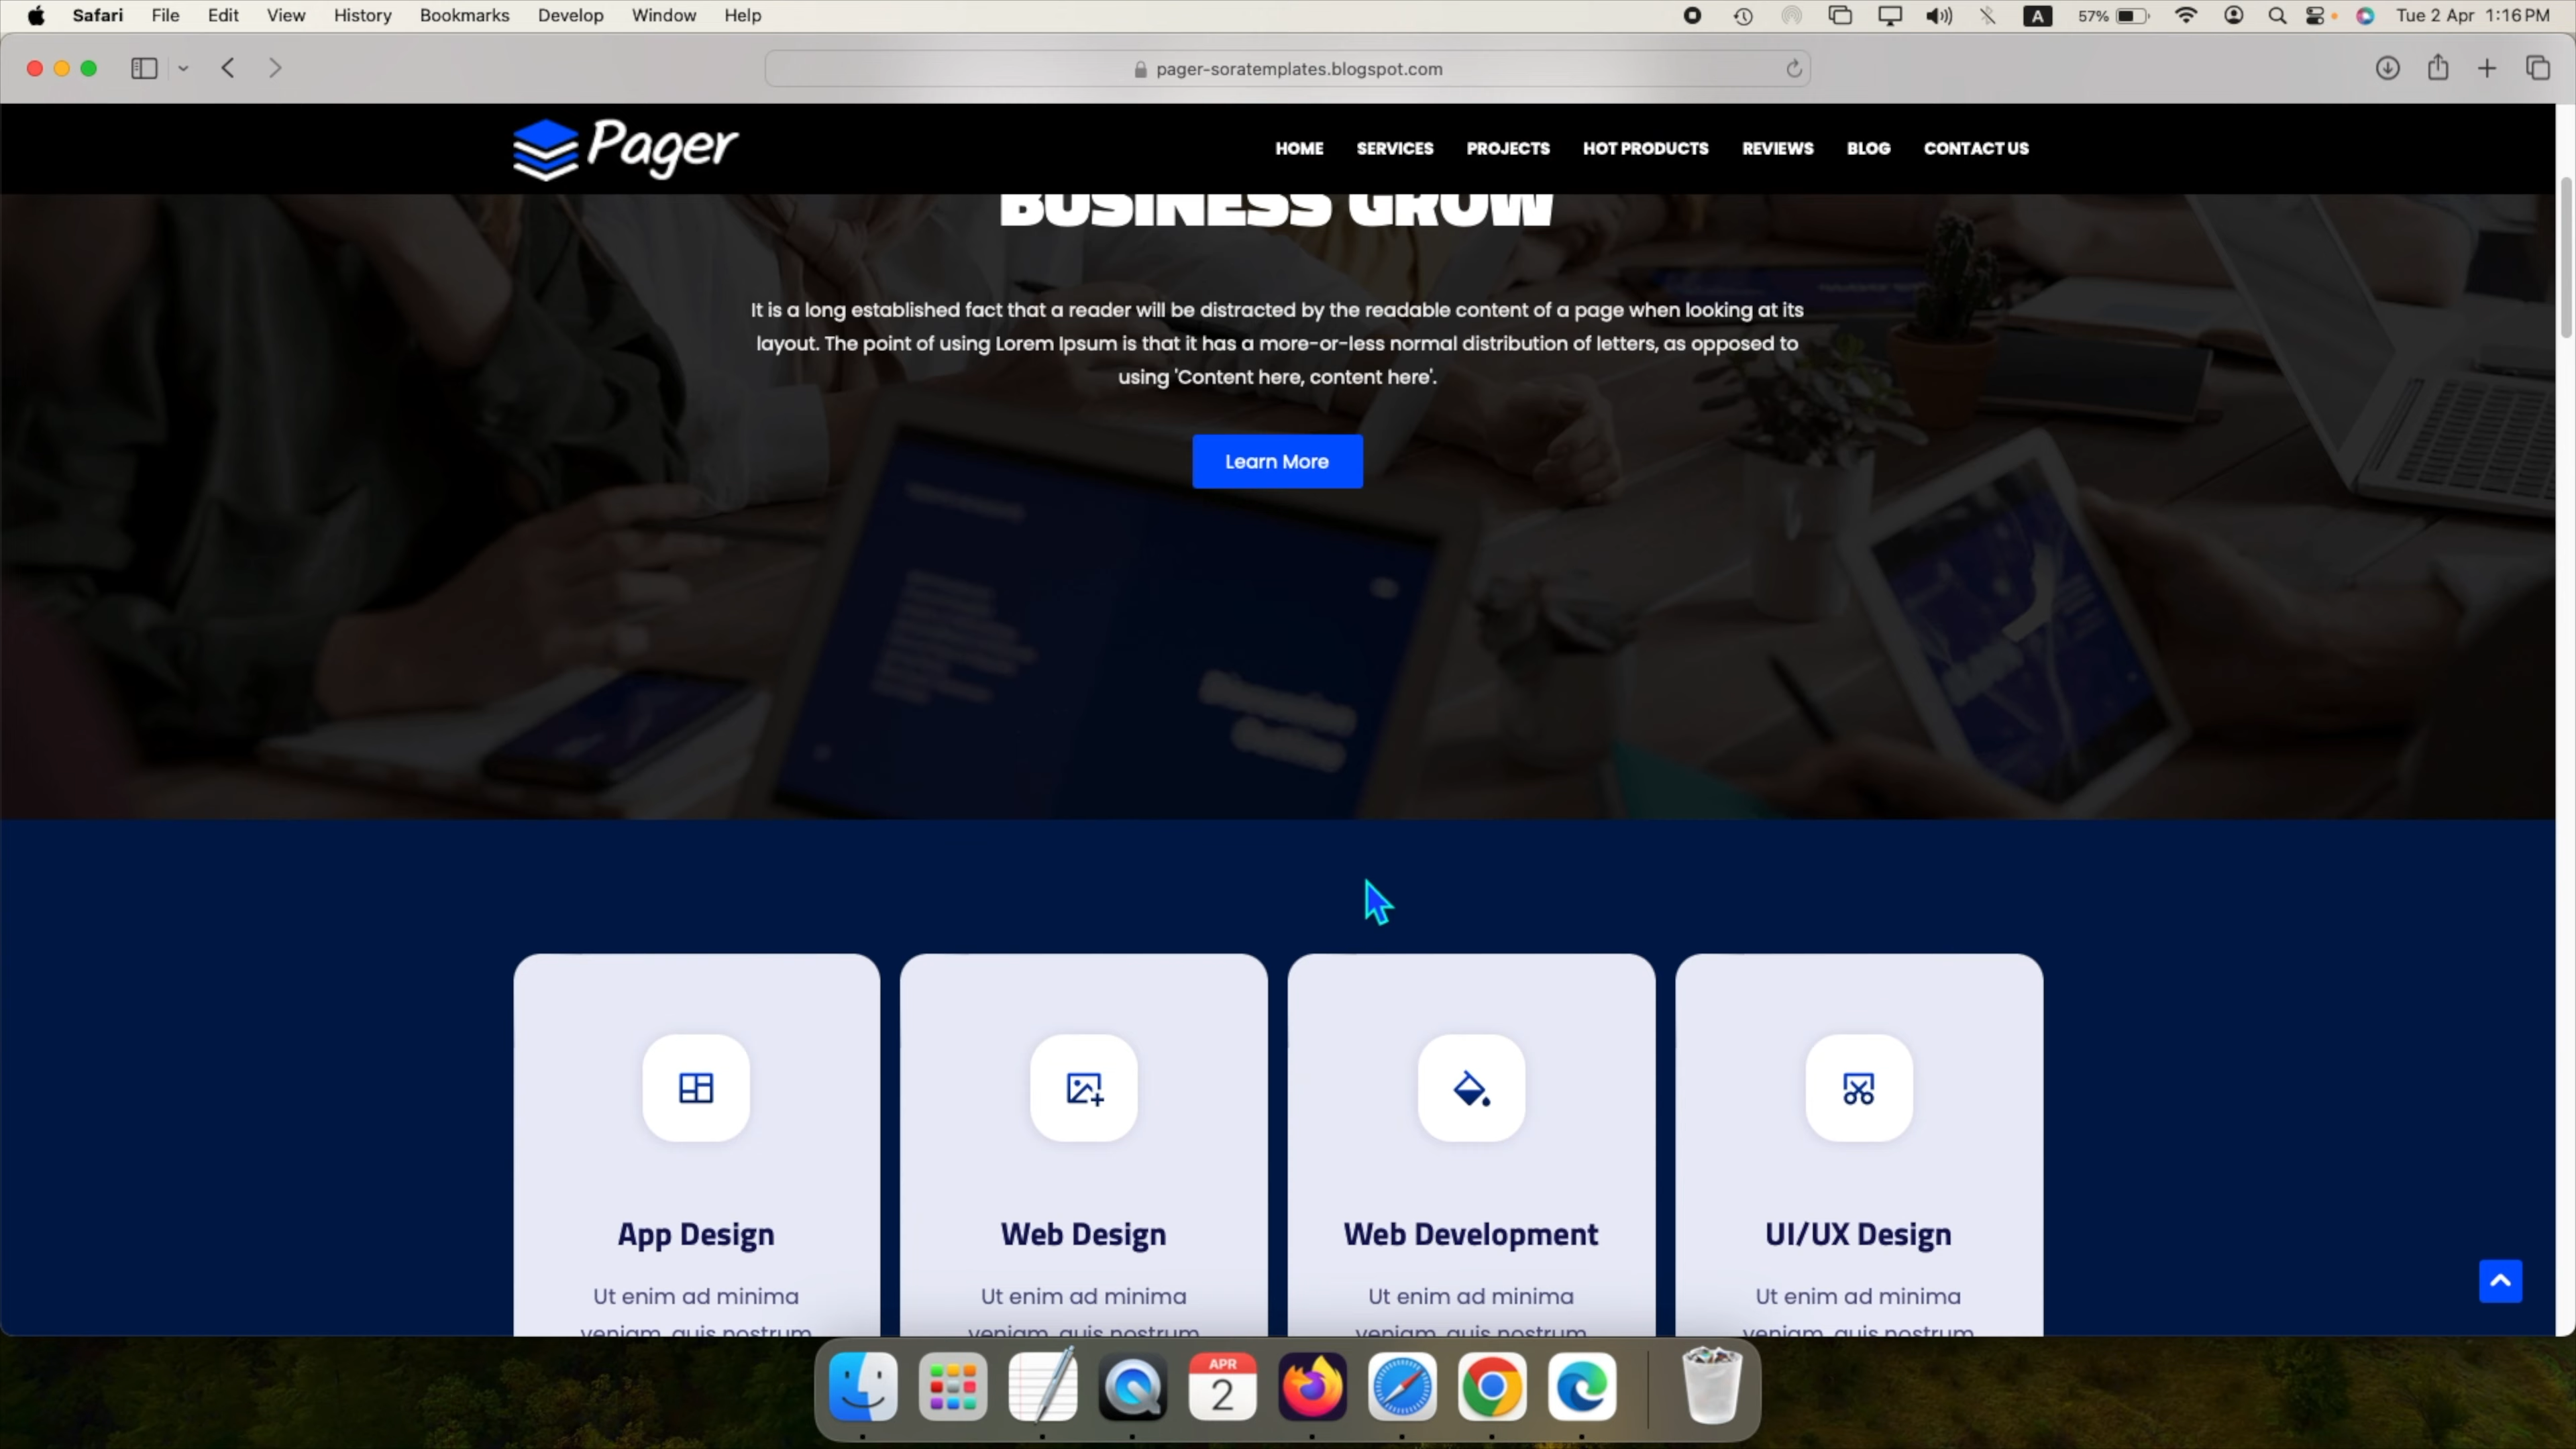 Safari File Edit View History Bookmarks Develop Window Help A 57% Tue 2 Apr 1:16 PM
pager-soratemplates.blogspot.com
Pager HOME SERVICES PROJECTS HOT PRODUCTS REVIEWS BLOG CONTACT US
BUSINESS GROW
It is a long established fact that a reader will be distracted by the readable content of a page when looking at its
layout. The point of using Lorem Ipsum is that it has a more-or-less normal distribution of letters, as opposed to
using 'Content here, content here'.
Learn More
App Design Web Design Web Development UI/UX Design
Ut enim ad minima Ut enim ad minima Ut enim ad minima Ut enim ad minima
veniam, quis nostrum veniam, quis nostrum veniam, quis nostrum veniam, quis nostrum
APR
2